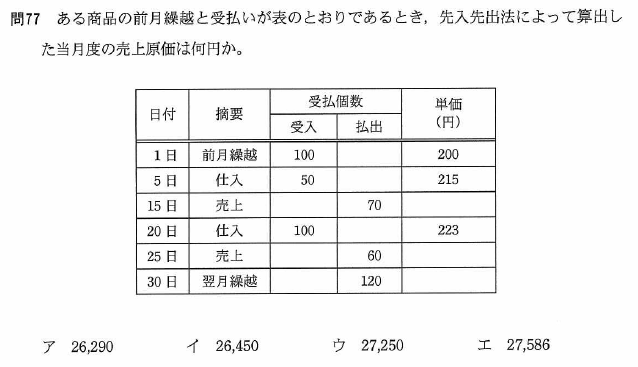 問77 ある商品の前月繰越と受払いが表のとおりであるとき，先入先出法によって算出し
た当月度の売上原価は何円か。
日付 摘要 受払個数 単価
(円)
受入 払出
1日 前月繰越 100 200
5日 仕入 50 215
15日 売上 70
20日 仕入 100 223
25日 売上 60
30日 翌月繰越 120
ア 26,290 イ 26,450 ウ 27,250 エ 27,586